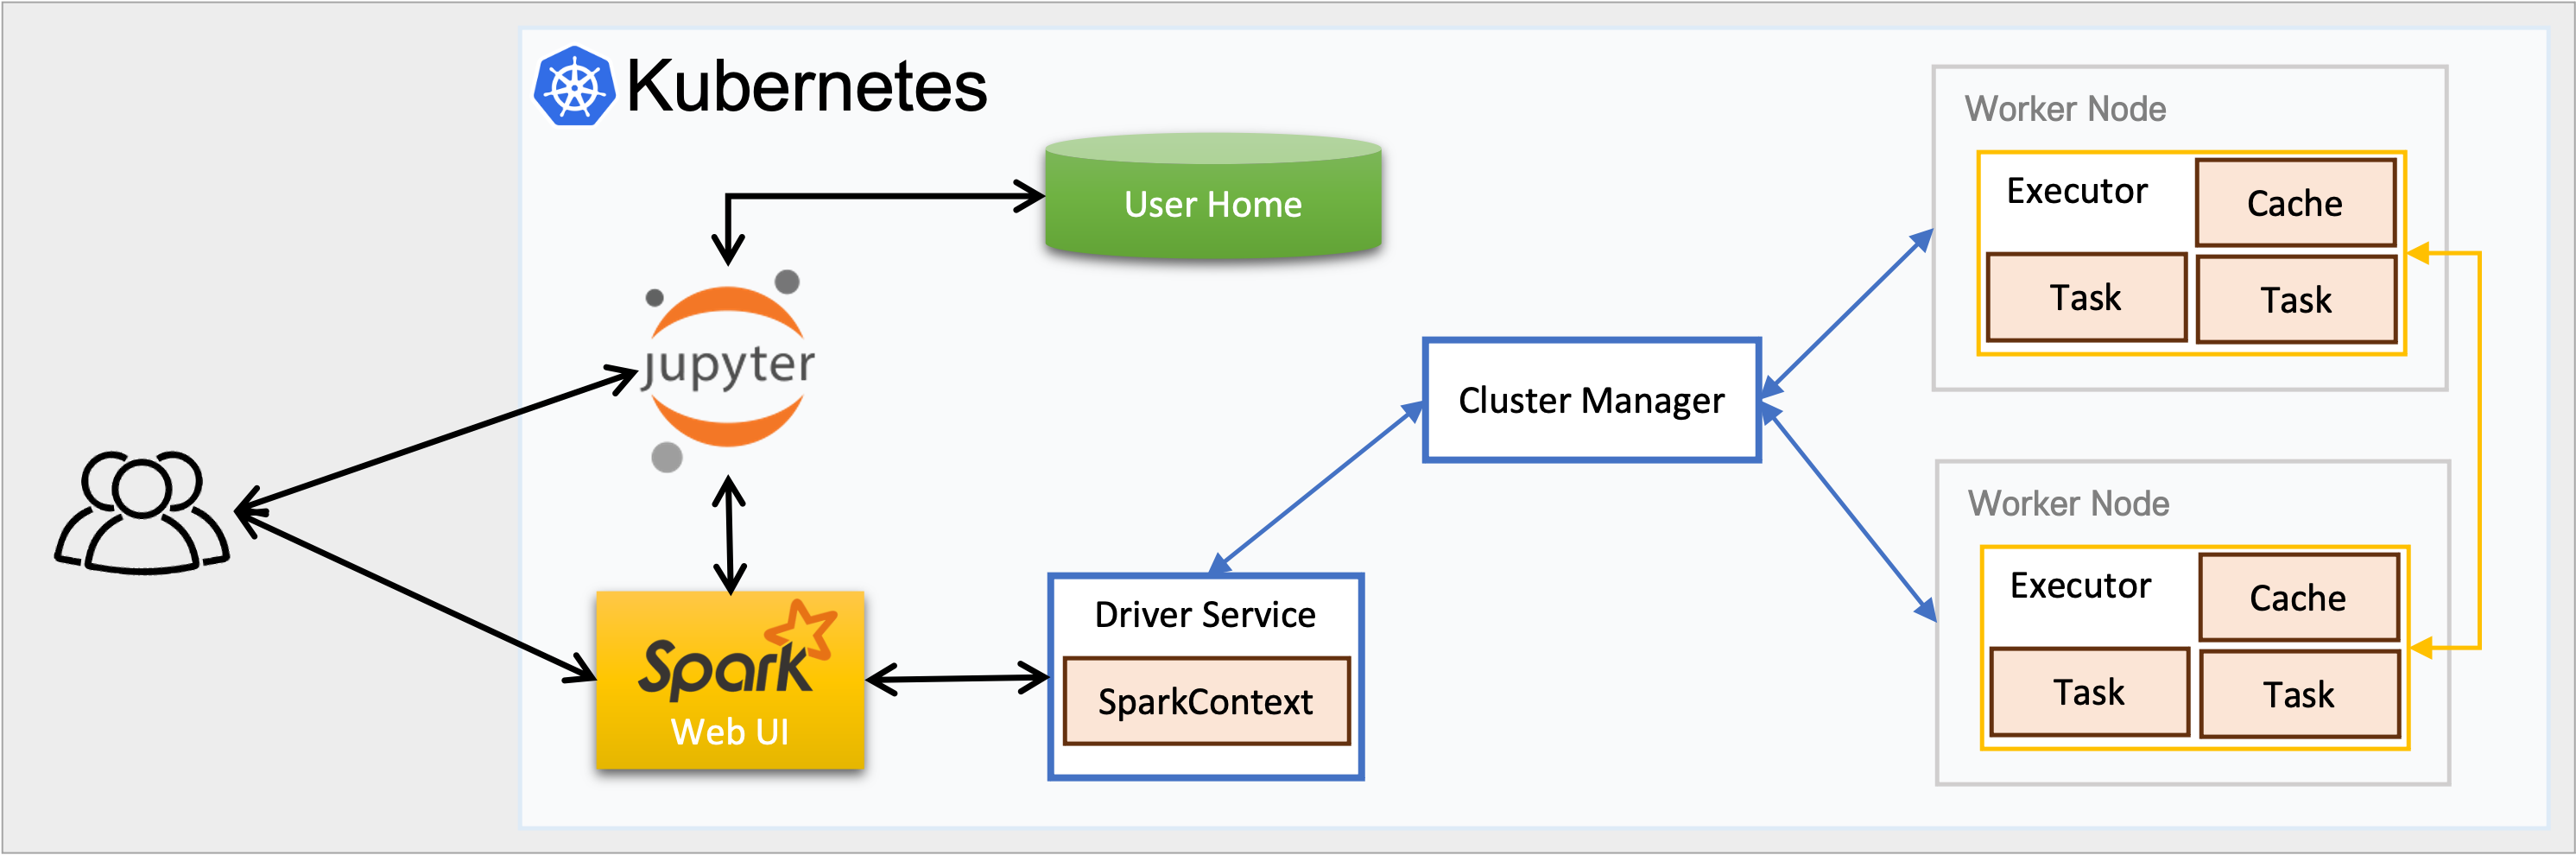 Kubernetes
User Home
jupyter
Spark
Web UI
Driver Service
SparkContext
Cluster Manager
Worker Node
Executor
Cache
Task
Task
Worker Node
Executor
Cache
Task
Task